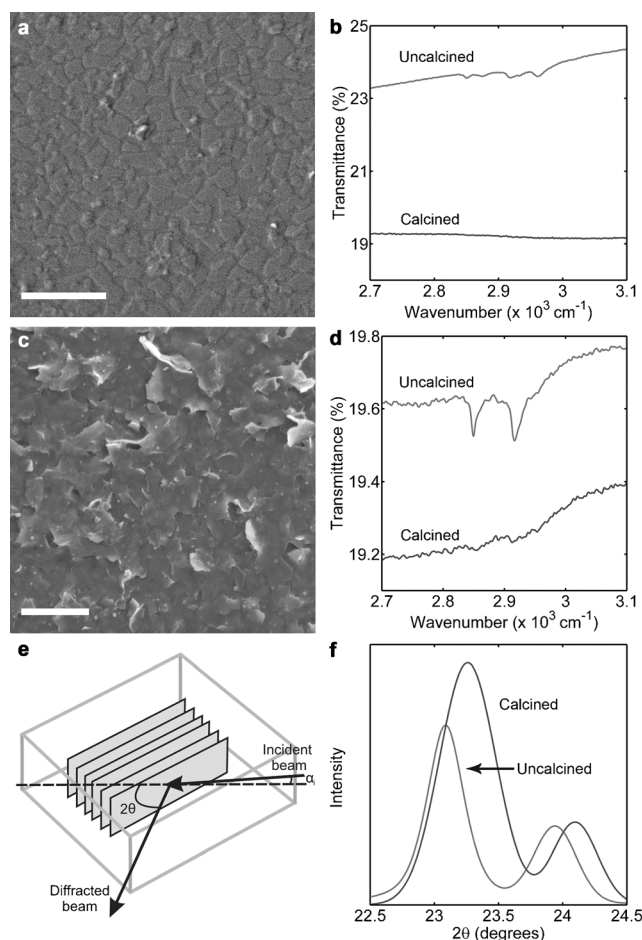 a
b
25
23
21
19
Transmittance (%)
Uncalcined
Calcined
2.7 2.8 2.9 3 3.1
Wavenumber (x 10³ cm⁻¹)
c
d
19.8
19.6
19.4
19.2
Transmittance (%)
Uncalcined
Calcined
2.7 2.8 2.9 3 3.1
Wavenumber (x 10³ cm⁻¹)
e
Incident
beam
α
2θ
Diffracted
beam
f
Intensity
Calcined
Uncalcined
22.5 23 23.5 24 24.5
2θ (degrees)